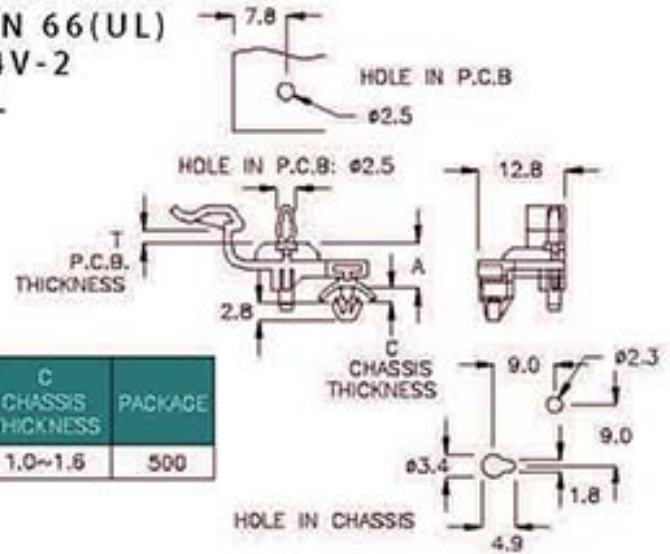 N 66(UL)
V-2
7.8
HOLE IN P.C.B
ø2.5
HOLE IN P.C.B: ø2.5
12.8
T
P.C.B.
THICKNESS
A
2.8
C
CHASSIS
THICKNESS
9.0
ø2.3
C
CHASSIS
THICKNESS
PACKAGE
1.0~1.6
500
ø3.4
9.0
1.8
HOLE IN CHASSIS
4.9